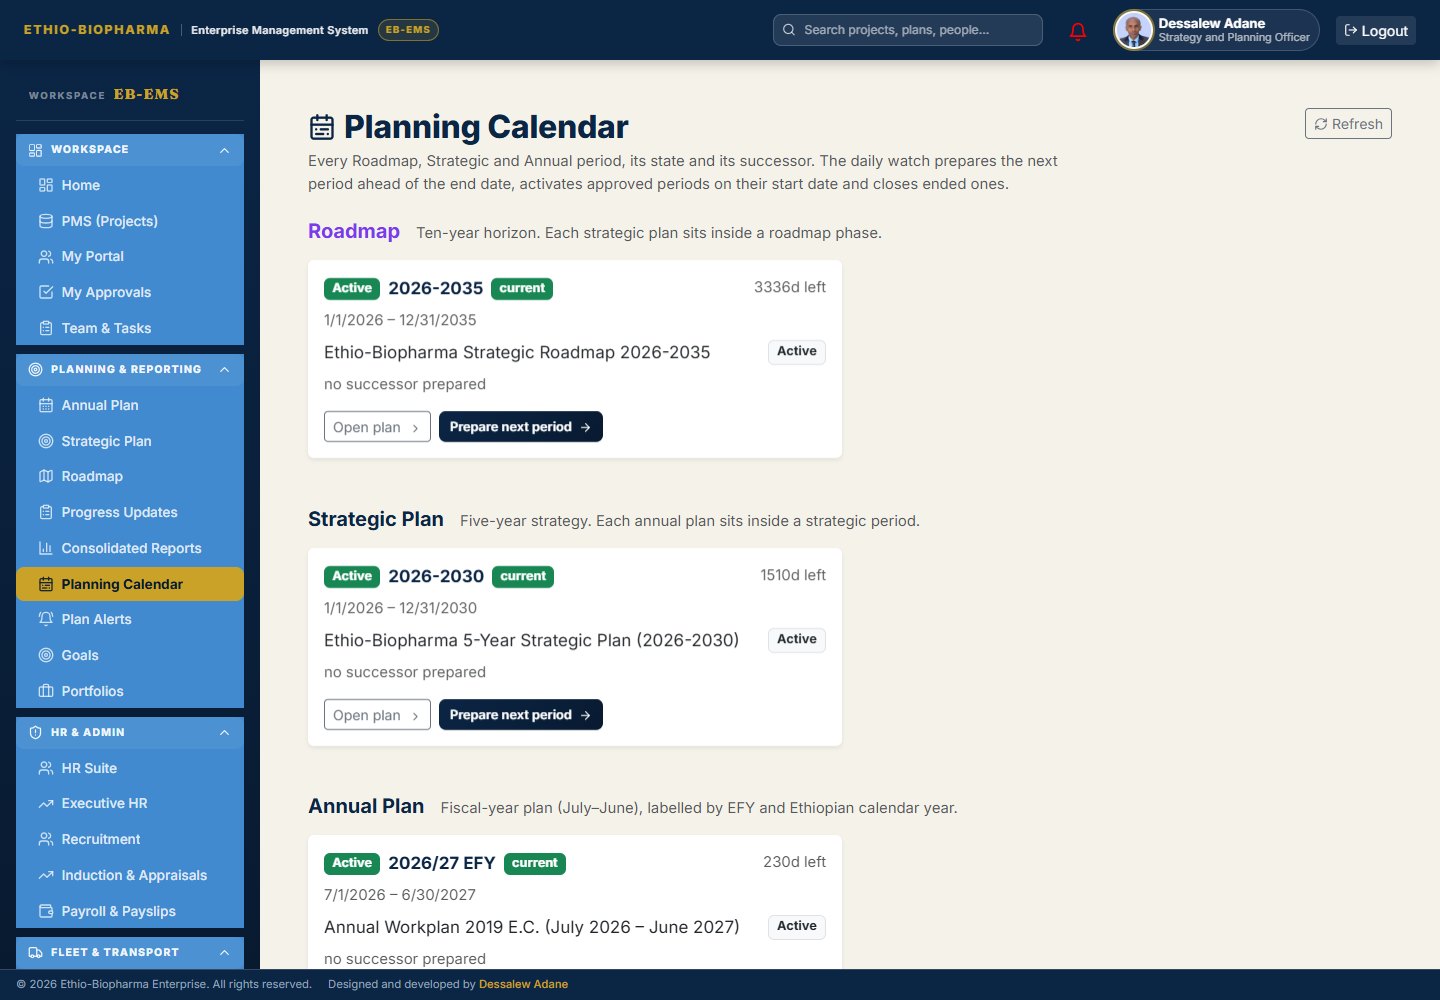 ETHIO-BIOPHARMA | Enterprise Management System EB-EMS
Search projects, plans, people...
Dessalew Adane
Strategy and Planning Officer
Logout
WORKSPACE EB-EMS
WORKSPACE
Home
PMS (Projects)
My Portal
My Approvals
Team & Tasks
PLANNING & REPORTING
Annual Plan
Strategic Plan
Roadmap
Progress Updates
Consolidated Reports
Planning Calendar
Plan Alerts
Goals
Portfolios
HR & ADMIN
HR Suite
Executive HR
Recruitment
Induction & Appraisals
Payroll & Payslips
FLEET & TRANSPORT
Planning Calendar
Refresh
Every Roadmap, Strategic and Annual period, its state and its successor. The daily watch prepares the next
period ahead of the end date, activates approved periods on their start date and closes ended ones.
Roadmap Ten-year horizon. Each strategic plan sits inside a roadmap phase.
Active 2026-2035 current 3336d left
1/1/2026 – 12/31/2035
Ethio-Biopharma Strategic Roadmap 2026-2035 Active
no successor prepared
Open plan Prepare next period
Strategic Plan Five-year strategy. Each annual plan sits inside a strategic period.
Active 2026-2030 current 1510d left
1/1/2026 – 12/31/2030
Ethio-Biopharma 5-Year Strategic Plan (2026-2030) Active
no successor prepared
Open plan Prepare next period
Annual Plan Fiscal-year plan (July–June), labelled by EFY and Ethiopian calendar year.
Active 2026/27 EFY current 230d left
7/1/2026 – 6/30/2027
Annual Workplan 2019 E.C. (July 2026 – June 2027) Active
no successor prepared
© 2026 Ethio-Biopharma Enterprise. All rights reserved. Designed and developed by Dessalew Adane